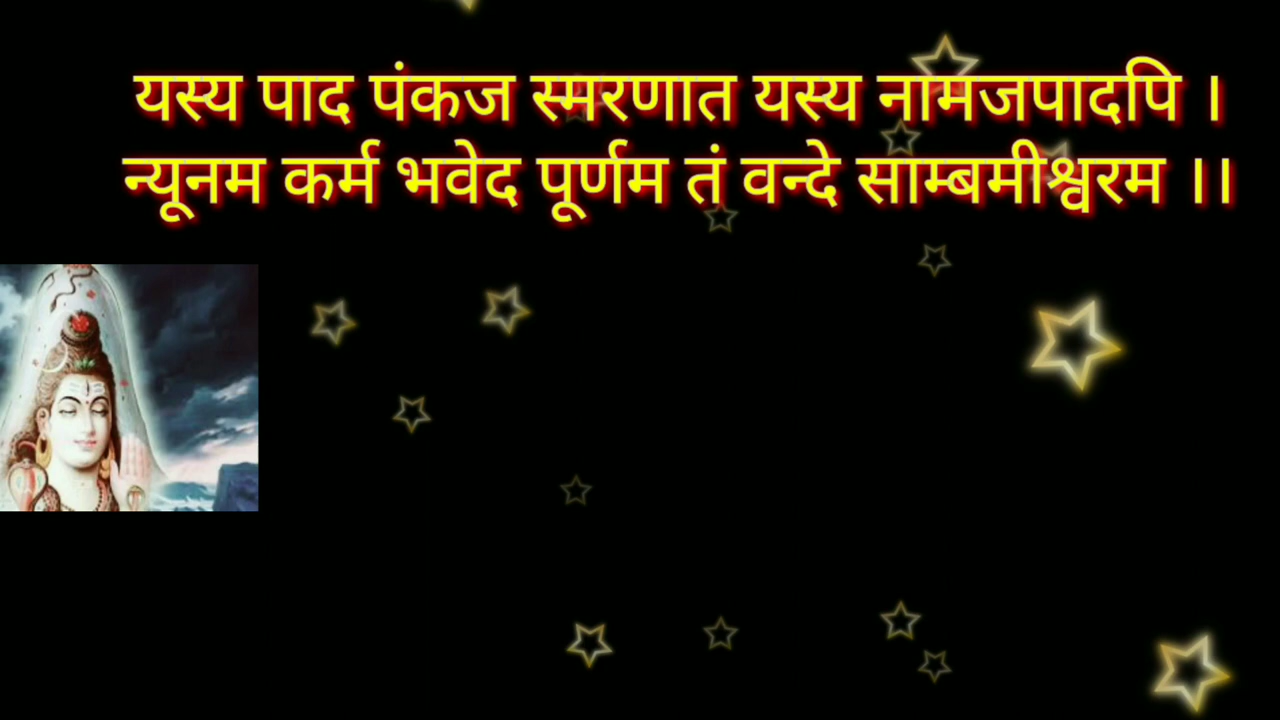 यस्य पाद पंकज स्मरणात यस्य नामजपादपि ।
न्यूनम कर्म भवेद पूर्णम तं वन्दे साम्बमीश्वरम ।।